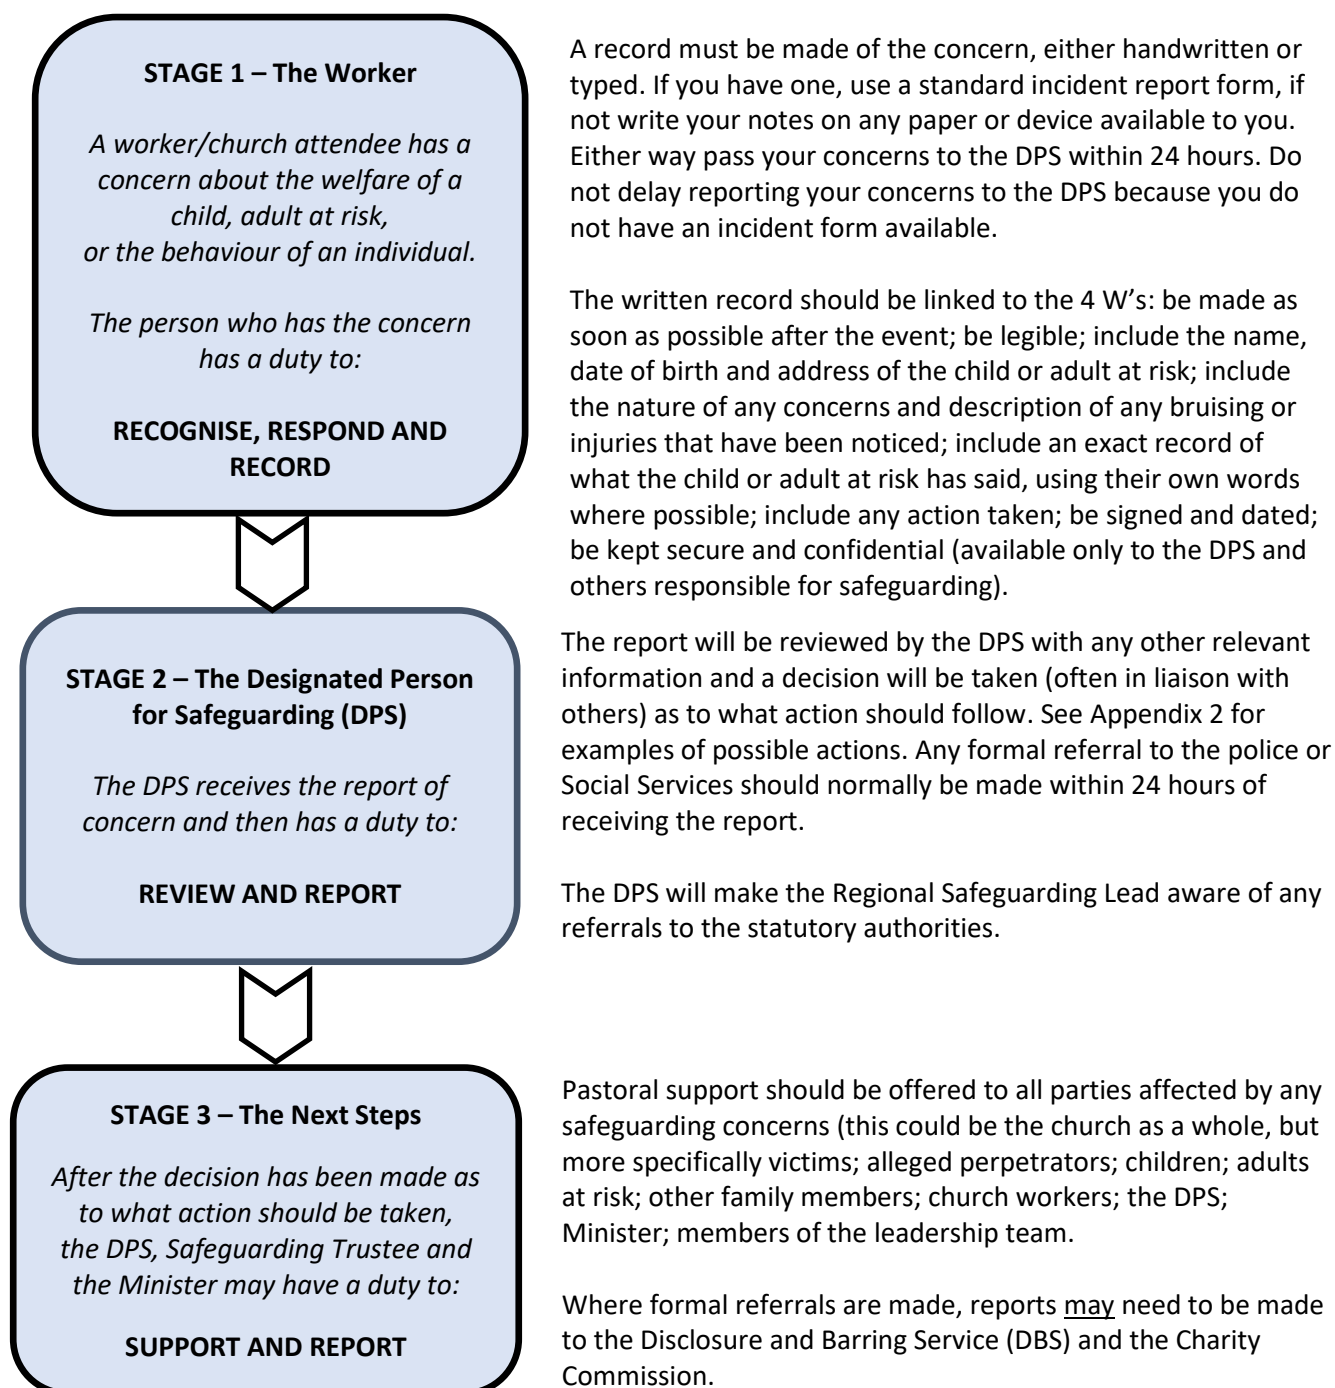 STAGE 1 – The Worker
A worker/church attendee has a
concern about the welfare of a
child, adult at risk,
or the behaviour of an individual.
The person who has the concern
has a duty to:
RECOGNISE, RESPOND AND
RECORD
A record must be made of the concern, either handwritten or
typed. If you have one, use a standard incident report form, if
not write your notes on any paper or device available to you.
Either way pass your concerns to the DPS within 24 hours. Do
not delay reporting your concerns to the DPS because you do
not have an incident form available.
The written record should be linked to the 4 W’s: be made as
soon as possible after the event; be legible; include the name,
date of birth and address of the child or adult at risk; include
the nature of any concerns and description of any bruising or
injuries that have been noticed; include an exact record of
what the child or adult at risk has said, using their own words
where possible; include any action taken; be signed and dated;
be kept secure and confidential (available only to the DPS and
others responsible for safeguarding).
STAGE 2 – The Designated Person
for Safeguarding (DPS)
The DPS receives the report of
concern and then has a duty to:
REVIEW AND REPORT
The report will be reviewed by the DPS with any other relevant
information and a decision will be taken (often in liaison with
others) as to what action should follow. See Appendix 2 for
examples of possible actions. Any formal referral to the police or
Social Services should normally be made within 24 hours of
receiving the report.
The DPS will make the Regional Safeguarding Lead aware of any
referrals to the statutory authorities.
STAGE 3 – The Next Steps
After the decision has been made as
to what action should be taken,
the DPS, Safeguarding Trustee and
the Minister may have a duty to:
SUPPORT AND REPORT
Pastoral support should be offered to all parties affected by any
safeguarding concerns (this could be the church as a whole, but
more specifically victims; alleged perpetrators; children; adults
at risk; other family members; church workers; the DPS;
Minister; members of the leadership team.
Where formal referrals are made, reports may need to be made
to the Disclosure and Barring Service (DBS) and the Charity
Commission.